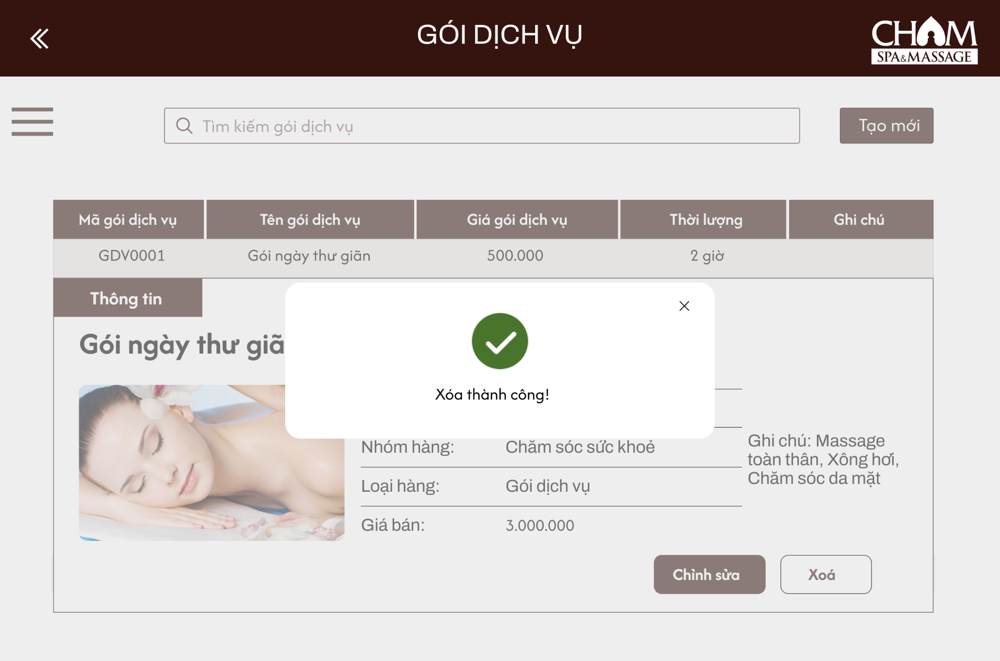 GÓI DỊCH VỤ
CHAM
SPA&MASSAGE
Tìm kiếm gói dịch vụ
Tạo mới
Mã gói dịch vụ Tên gói dịch vụ Giá gói dịch vụ Thời lượng Ghi chú
GDV0001 Gói ngày thư giãn 500.000 2 giờ
Thông tin
Gói ngày thư giã
Xóa thành công!
Nhóm hàng: Chăm sóc sức khoẻ
Loại hàng: Gói dịch vụ
Giá bán: 3.000.000
Ghi chú: Massage
toàn thân, Xông hơi,
Chăm sóc da mặt
Chỉnh sửa
Xoá